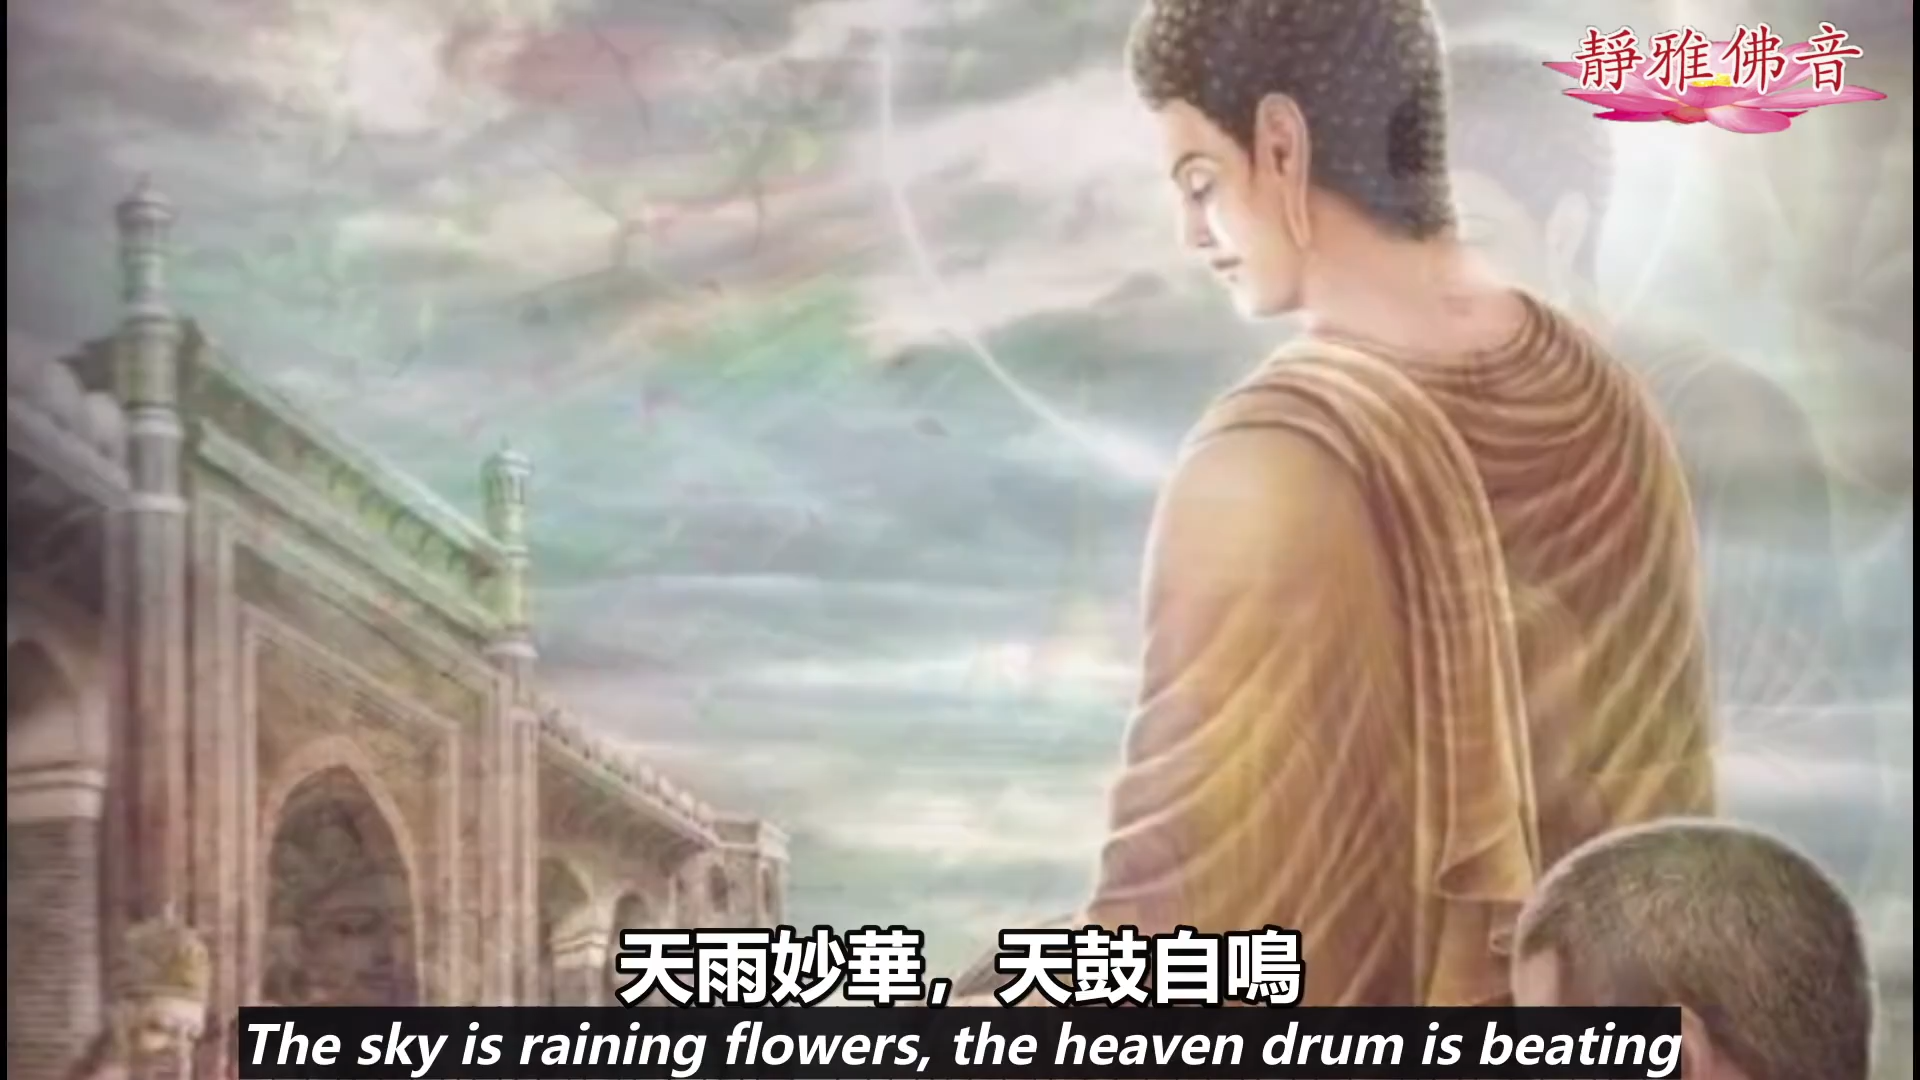 靜雅佛音
天雨妙華，天鼓自鳴
The sky is raining flowers, the heaven drum is beating